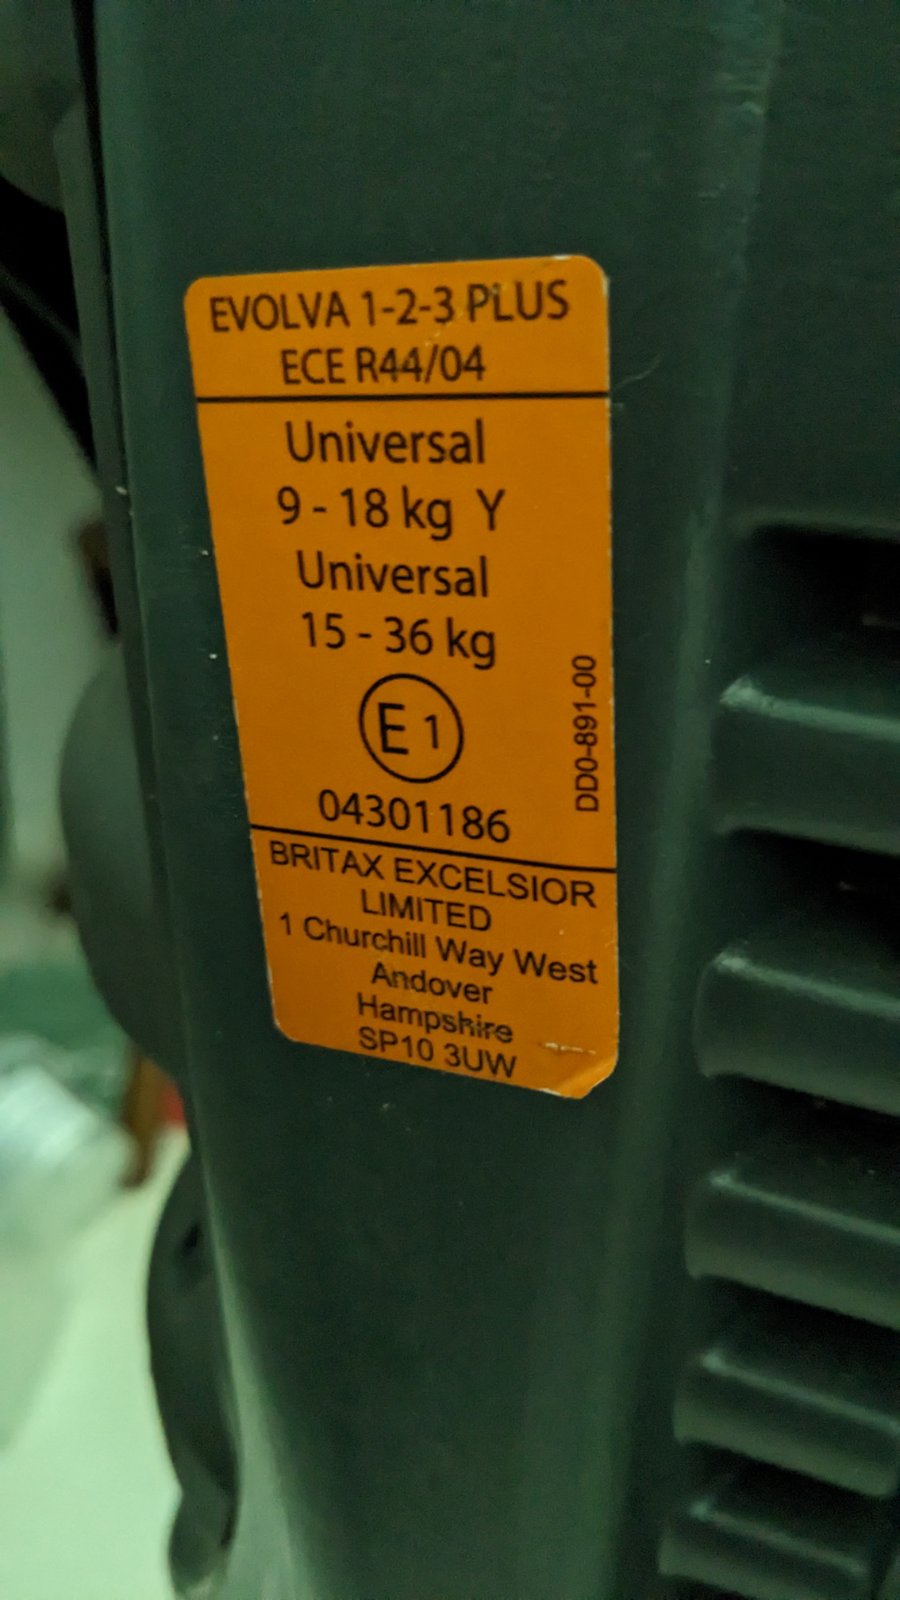 EVOLVA 1-2-3 PLUS
ECE R44/04
Universal
9 - 18 kg Y
Universal
15 - 36 kg
E 1
04301186
DD0-891-00
BRITAX EXCELSIOR
LIMITED
1 Churchill Way West
Andover
Hampshire
SP10 3UW